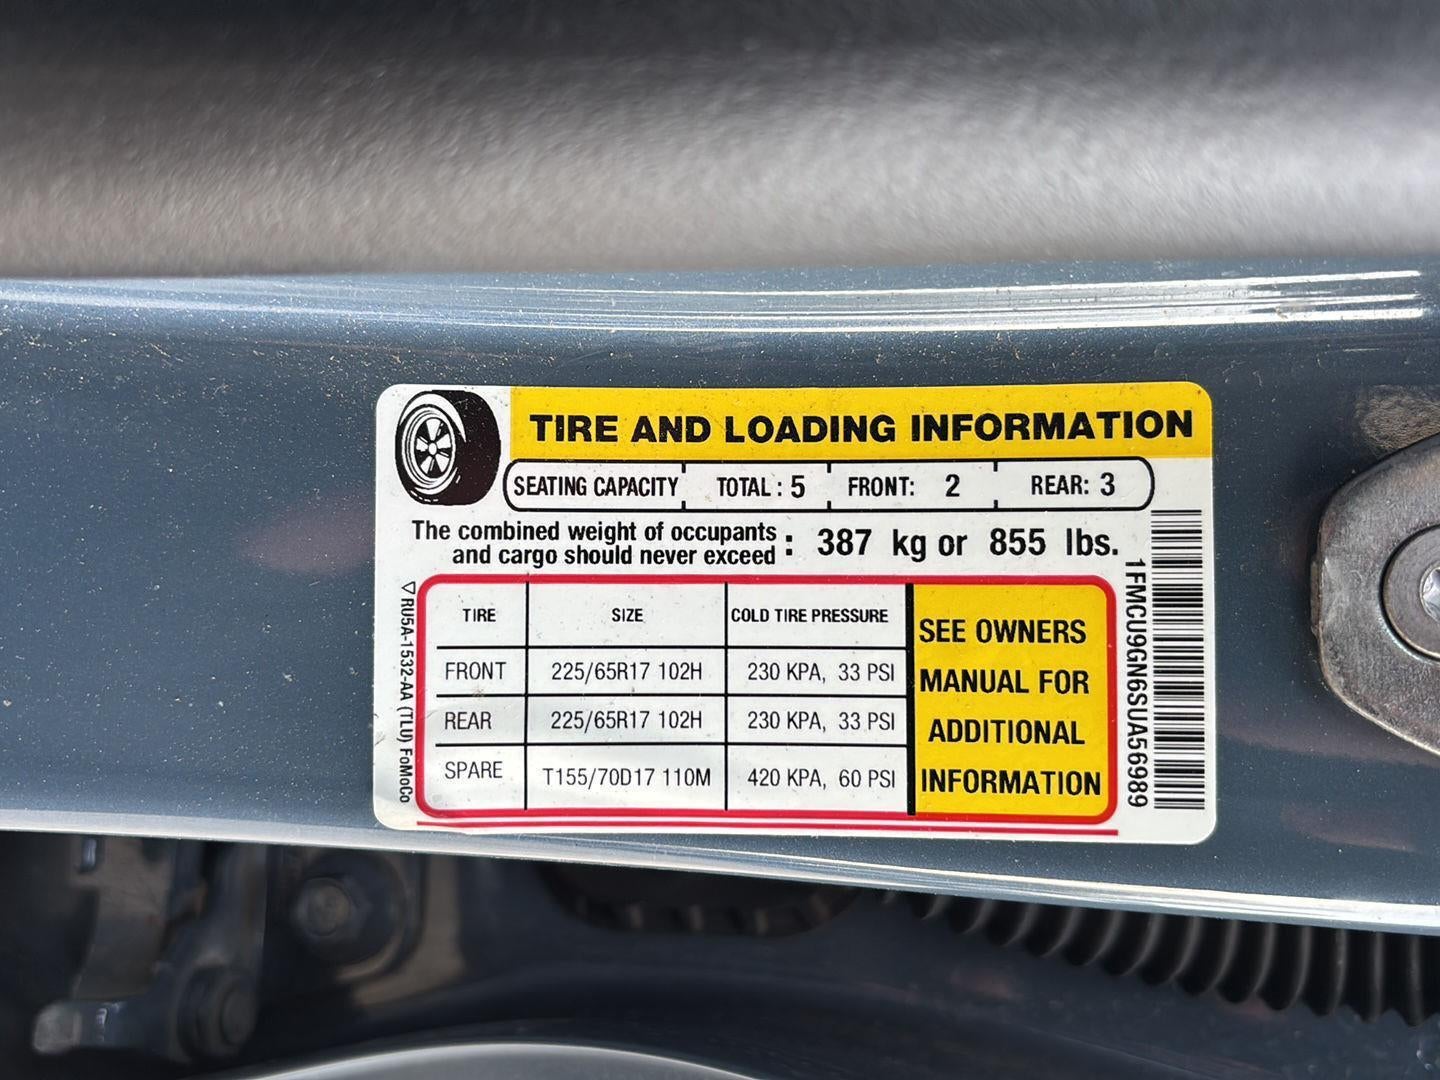 TIRE AND LOADING INFORMATION
SEATING CAPACITY TOTAL : 5 FRONT: 2 REAR: 3
The combined weight of occupants
and cargo should never exceed : 387 kg or 855 lbs.
TIRE SIZE COLD TIRE PRESSURE
FRONT 225/65R17 102H 230 KPA, 33 PSI
REAR 225/65R17 102H 230 KPA, 33 PSI
SPARE T155/70D17 110M 420 KPA, 60 PSI
SEE OWNERS
MANUAL FOR
ADDITIONAL
INFORMATION
RU5A-1532-AA (TLU) FoMoCo
1FMCU9GN6SUA56989